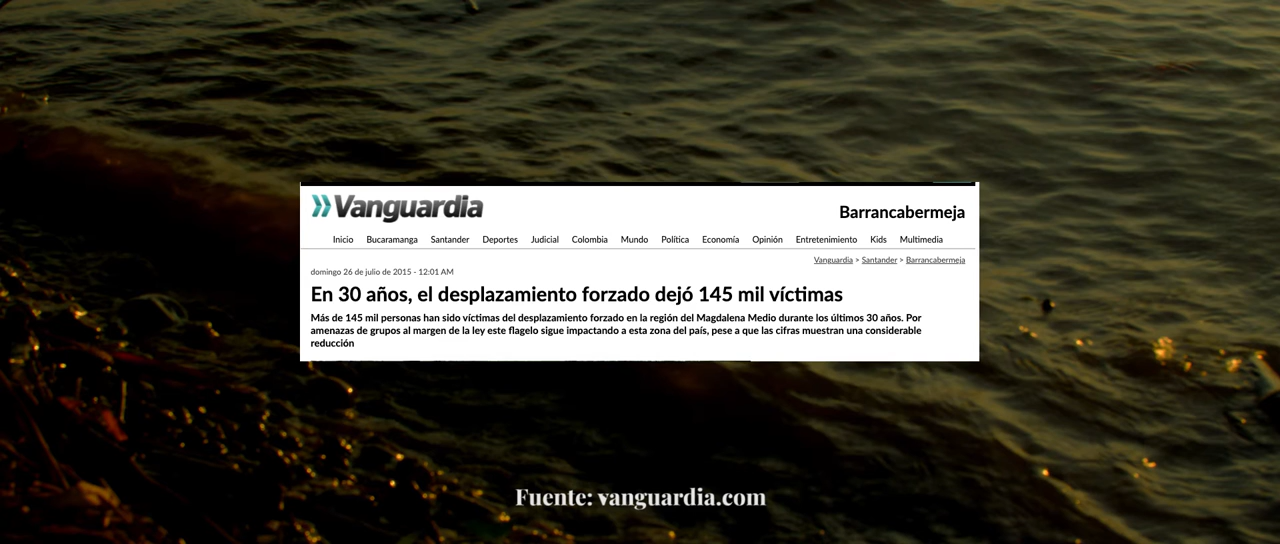 Vanguardia
Barrancabermeja
Inicio Bucaramanga Santander Deportes Judicial Colombia Mundo Política Economía Opinión Entretenimiento Kids Multimedia
Vanguardia > Santander > Barrancabermeja
domingo 26 de julio de 2015 - 12:01 AM
En 30 años, el desplazamiento forzado dejó 145 mil víctimas
Más de 145 mil personas han sido víctimas del desplazamiento forzado en la región del Magdalena Medio durante los últimos 30 años. Por
amenazas de grupos al margen de la ley este flagelo sigue impactando a esta zona del país, pese a que las cifras muestran una considerable
reducción
Fuente: vanguardia.com